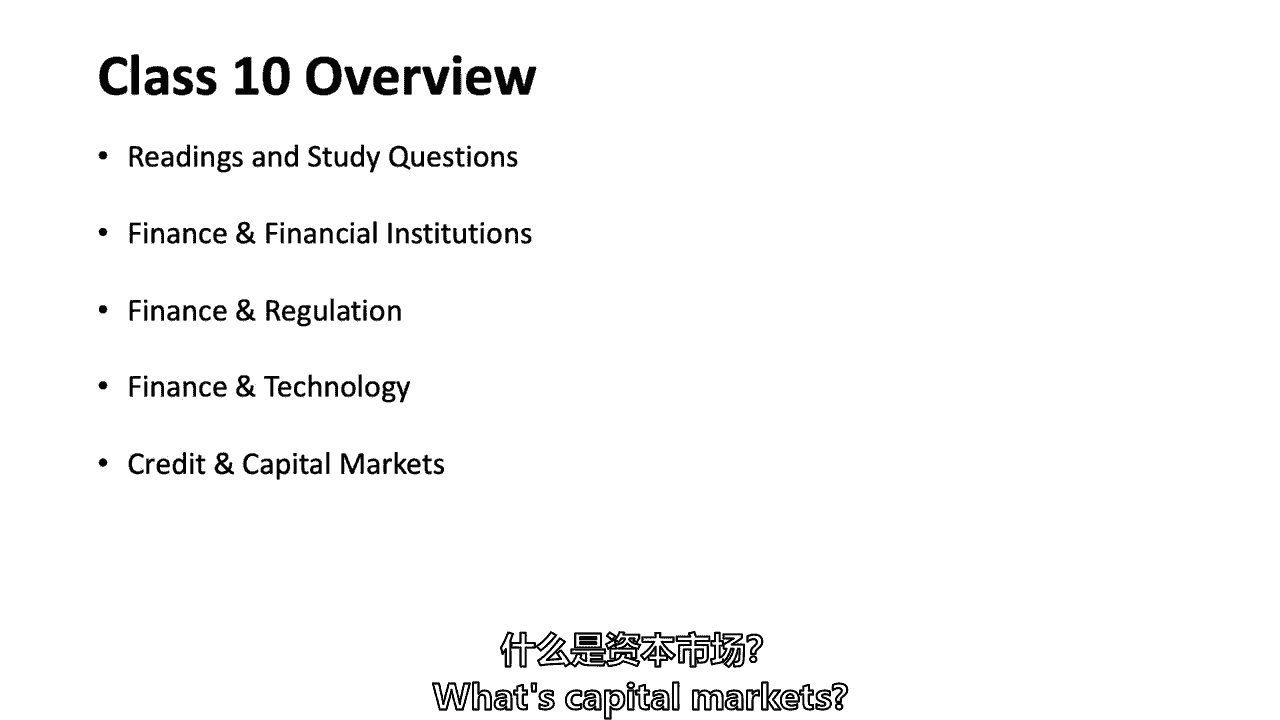 Class 10 Overview
• Readings and Study Questions
• Finance & Financial Institutions
• Finance & Regulation
• Finance & Technology
• Credit & Capital Markets
什么是资本市场?
What's capital markets?